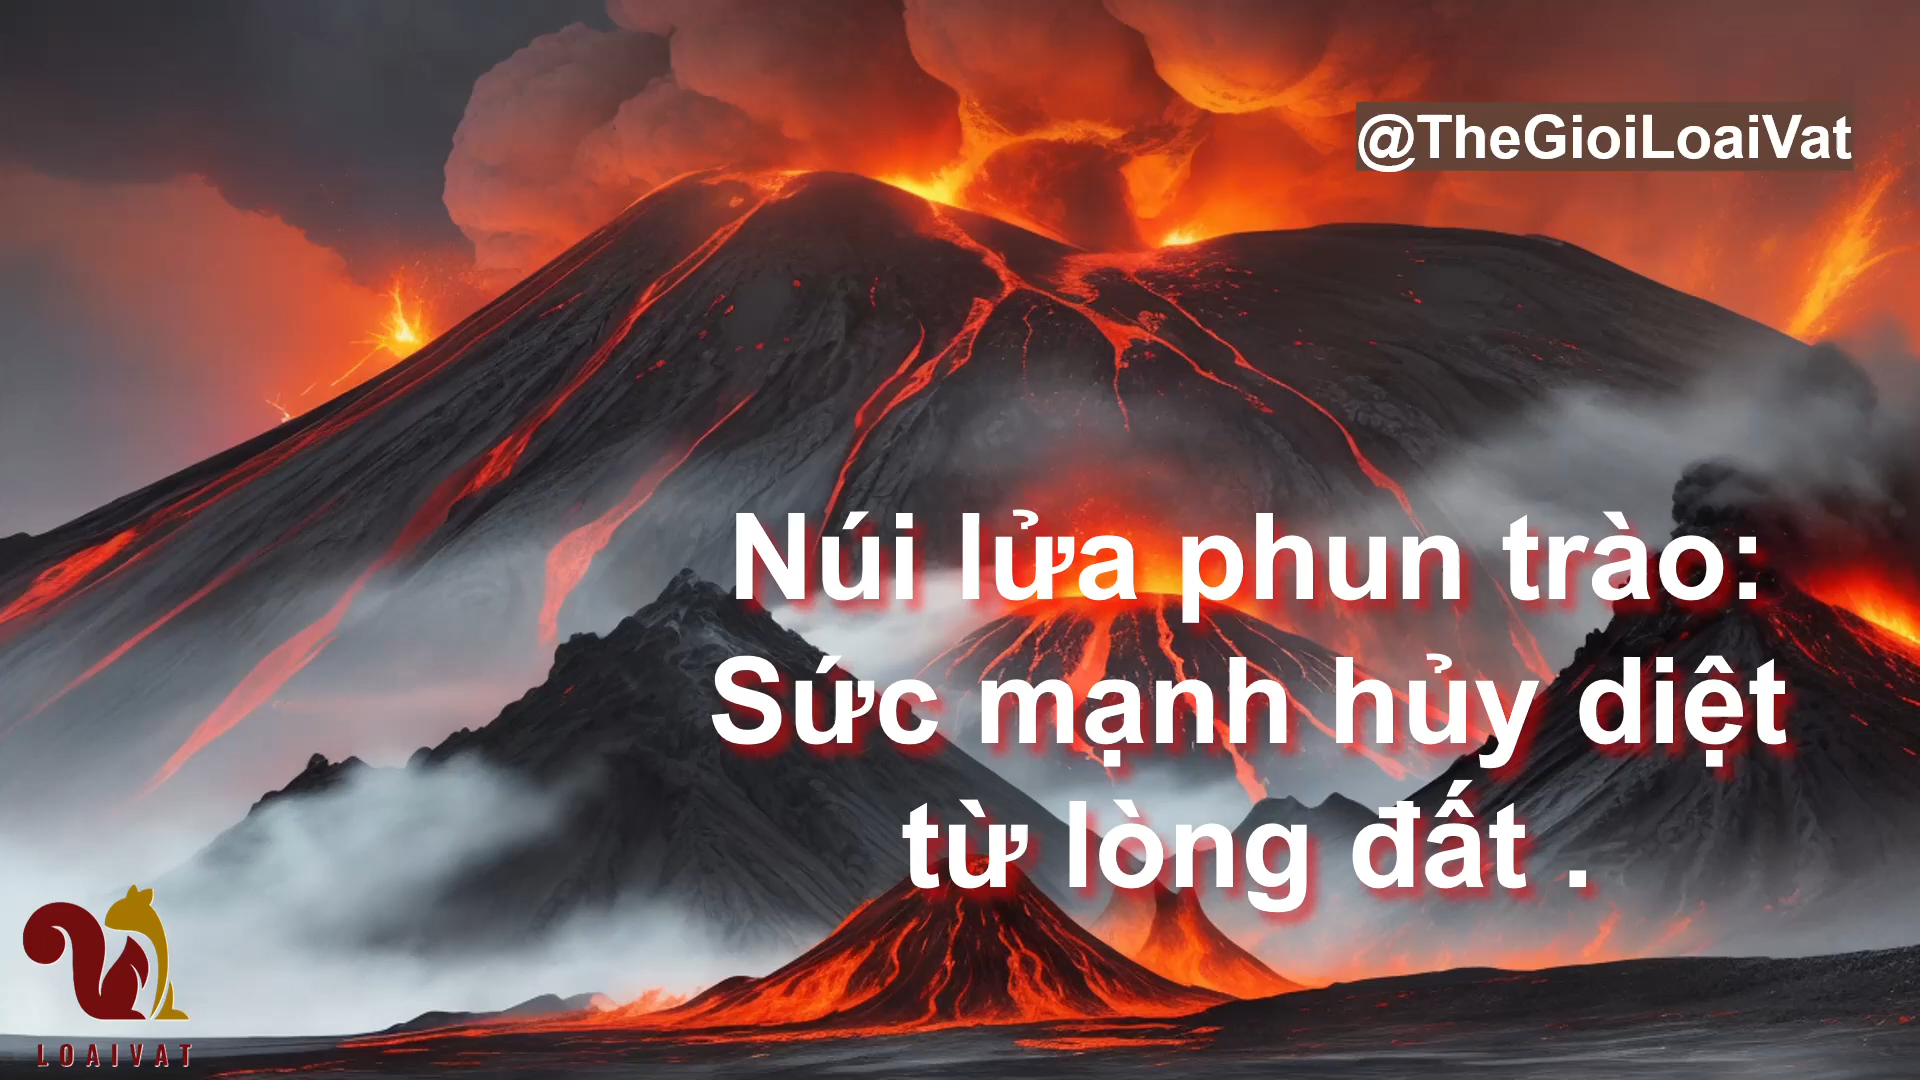 @TheGioiLoaiVat
Núi lửa phun trào:
Sức mạnh hủy diệt
từ lòng đất .
LOAIVAT